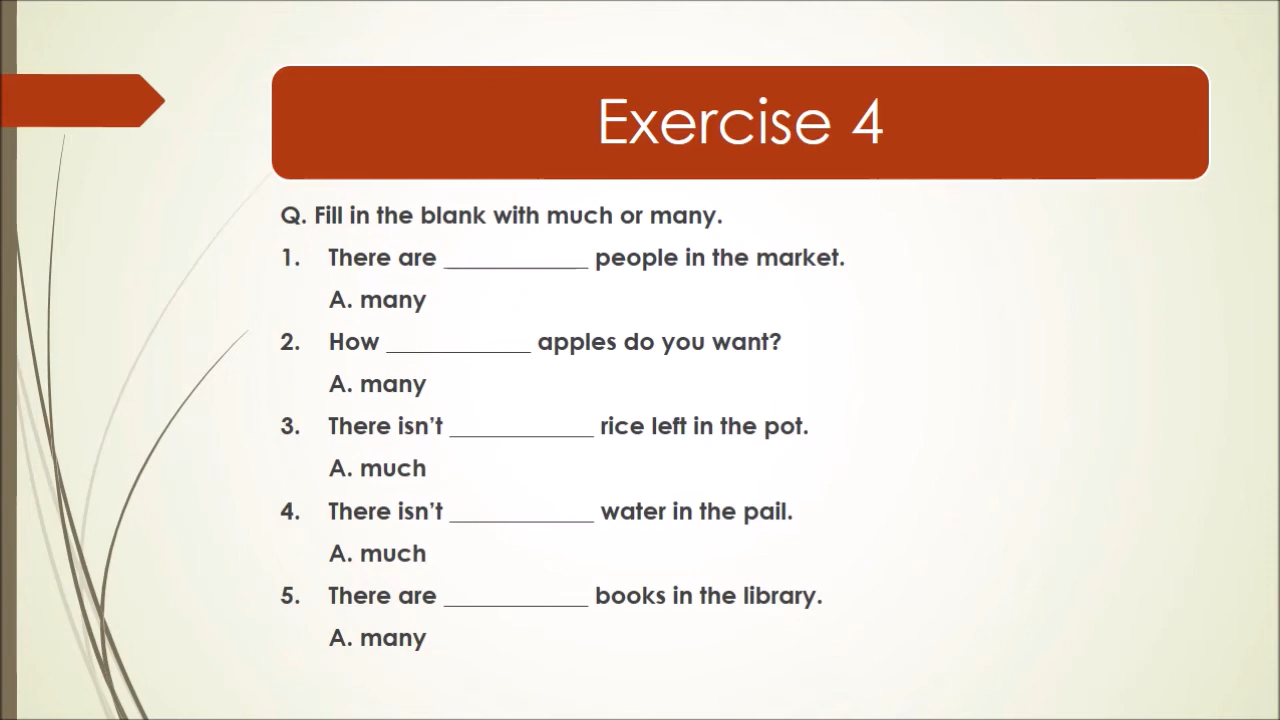 Exercise 4
Q. Fill in the blank with much or many.
1. There are ____________ people in the market.
A. many
2. How ____________ apples do you want?
A. many
3. There isn’t ____________ rice left in the pot.
A. much
4. There isn’t ____________ water in the pail.
A. much
5. There are ____________ books in the library.
A. many